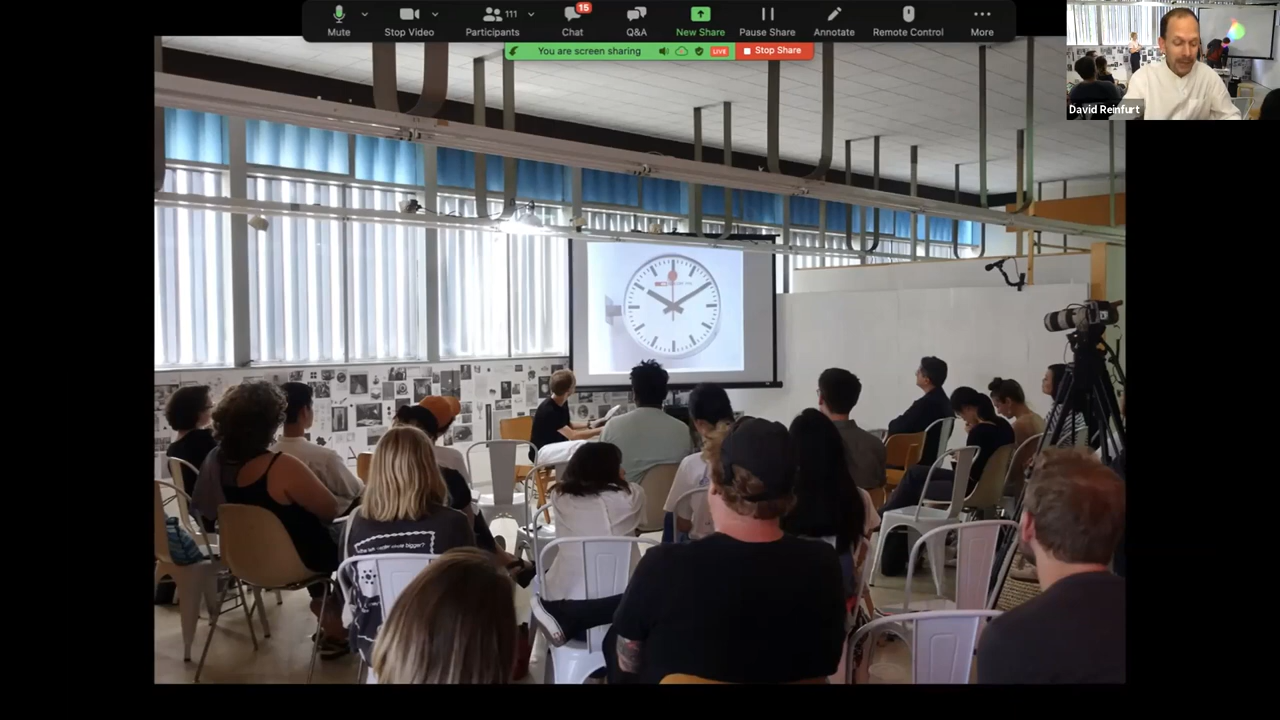 Mute
Stop Video
111
Participants
15
Chat
Q&A
New Share
Pause Share
Annotate
Remote Control
More
You are screen sharing
LIVE
Stop Share
David Reinfurt